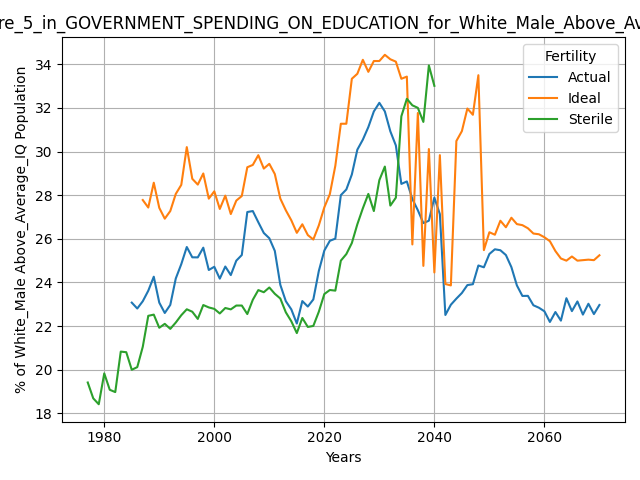 re_5_in_GOVERNMENT_SPENDING_ON_EDUCATION_for_White_Male_Above_Av
Fertility
Actual
Ideal
Sterile
% of White_Male Above_Average_IQ Population
34
32
30
28
26
24
22
20
18
1980
2000
2020
2040
2060
Years